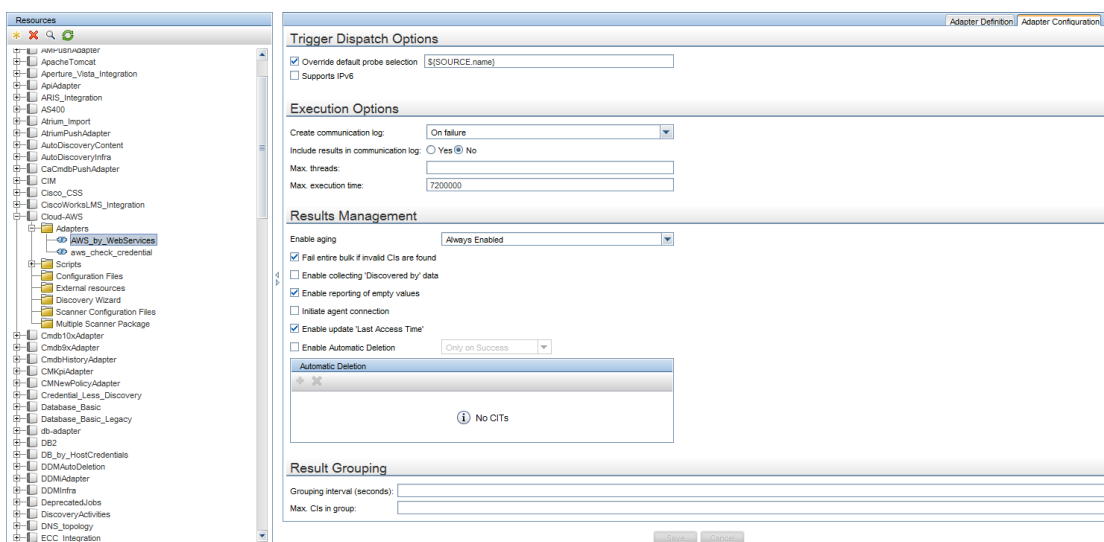 Resources
AMPushAdapter
ApacheTomcat
Aperture_Vista_Integration
ApiAdapter
ARIS_Integration
AS400
Atrium_Import
AtriumPushAdapter
AutoDiscoveryContent
AutoDiscoveryInfra
CaCmdbPushAdapter
CIM
Cisco_CSS
CiscoWorksLMS_Integration
Cloud-AWS
Adapters
AWS_by_WebServices
aws_check_credential
Scripts
Configuration Files
External resources
Discovery Wizard
Scanner Configuration Files
Multiple Scanner Package
Cmdb10xAdapter
Cmdb9xAdapter
CmdbHistoryAdapter
CMKpiAdapter
CMNewPolicyAdapter
Credential_Less_Discovery
Database_Basic
Database_Basic_Legacy
db-adapter
DB2
DB_by_HostCredentials
DDMAutoDeletion
DDMiAdapter
DDMInfra
DeprecatedJobs
DiscoveryActivities
DNS_topology
ECC_Integration
Adapter Definition Adapter Configuration
Trigger Dispatch Options
Override default probe selection ${SOURCE.name}
Supports IPv6
Execution Options
Create communication log: On failure
Include results in communication log: Yes No
Max. threads:
Max. execution time: 7200000
Results Management
Enable aging Always Enabled
Fail entire bulk if invalid CIs are found
Enable collecting 'Discovered by' data
Enable reporting of empty values
Initiate agent connection
Enable update 'Last Access Time'
Enable Automatic Deletion Only on Success
Automatic Deletion
No CITs
Result Grouping
Grouping interval (seconds):
Max. CIs in group:
Save Cancel